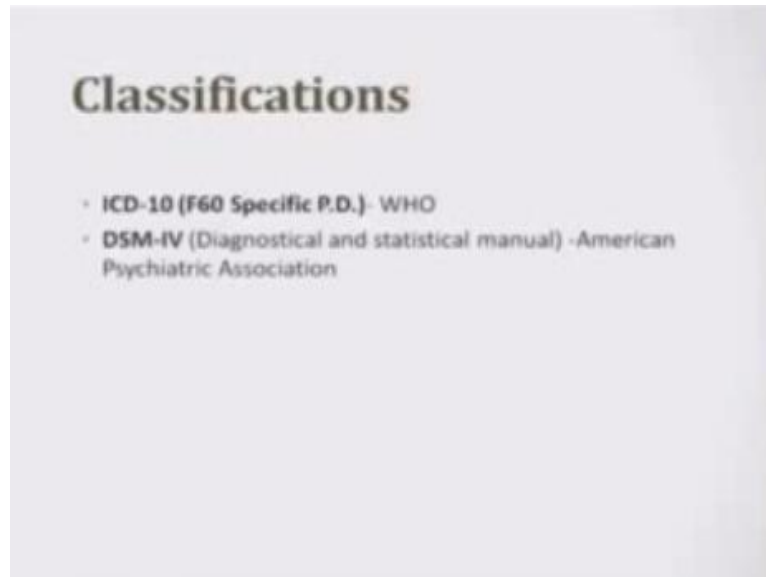 Classifications
• ICD-10 (F60 Specific P.D.)- WHO
• DSM-IV (Diagnostical and statistical manual) -American
Psychiatric Association